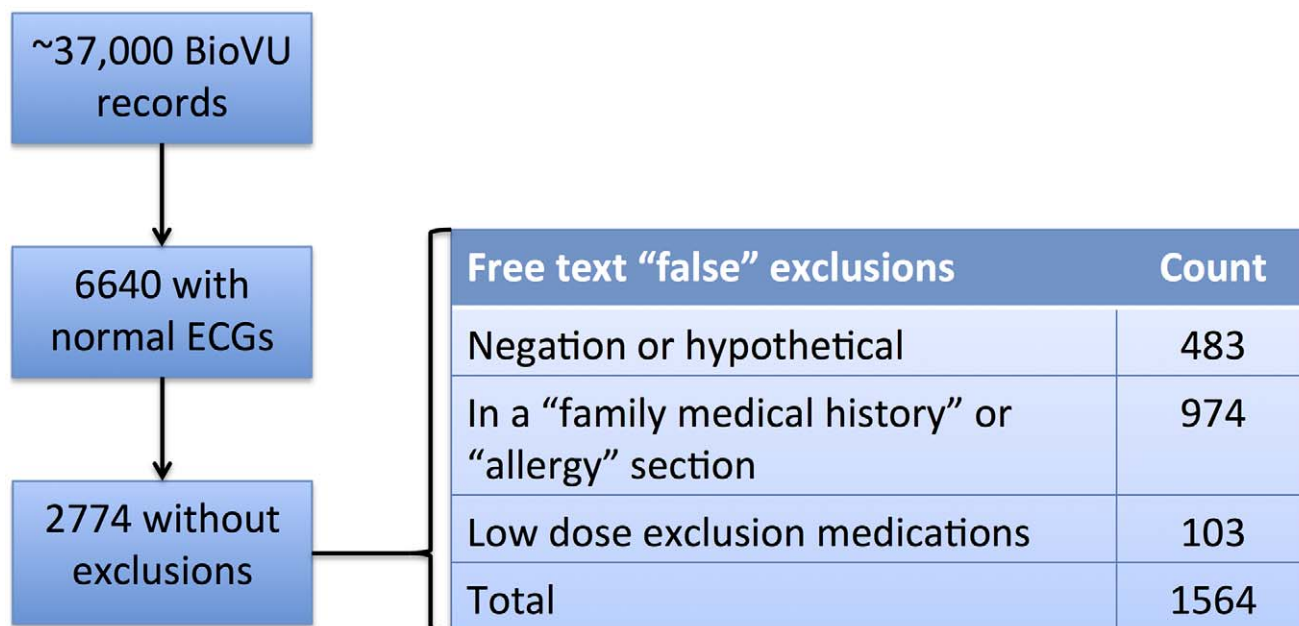 ~37,000 BioVU
records
6640 with
normal ECGs
2774 without
exclusions
Free text “false” exclusions Count
Negation or hypothetical 483
In a “family medical history” or 974
“allergy” section
Low dose exclusion medications 103
Total 1564